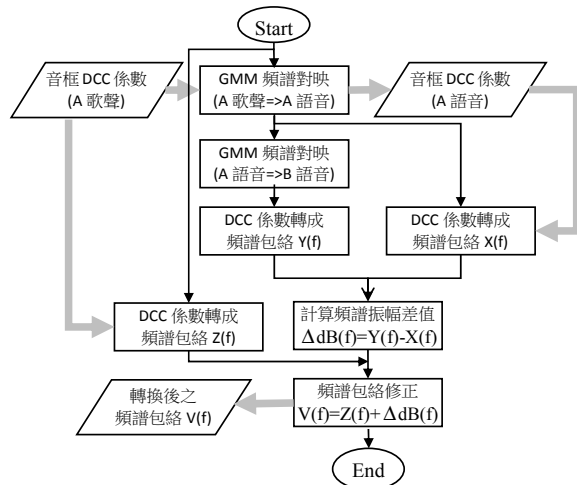 Start
音框 DCC 係數
(A 歌聲)
GMM 頻譜對映
(A 歌聲=>A 語音)
音框 DCC 係數
(A 語音)
GMM 頻譜對映
(A 語音=>B 語音)
DCC 係數轉成
頻譜包絡 Y(f)
DCC 係數轉成
頻譜包絡 X(f)
DCC 係數轉成
頻譜包絡 Z(f)
計算頻譜振幅差值
ΔdB(f)=Y(f)-X(f)
轉換後之
頻譜包絡 V(f)
頻譜包絡修正
V(f)=Z(f)+ΔdB(f)
End